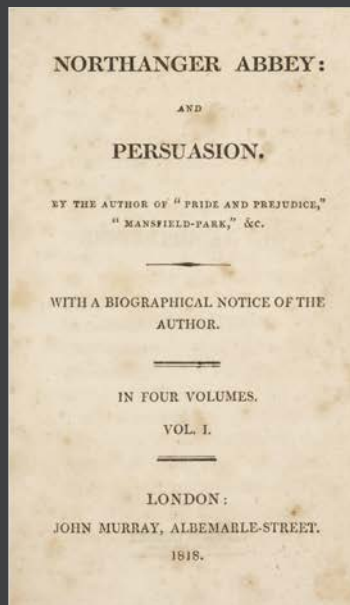 NORTHANGER ABBEY:
AND
PERSUASION.
BY THE AUTHOR OF “ PRIDE AND PREJUDICE,”
“ MANSFIELD-PARK,” &C.
WITH A BIOGRAPHICAL NOTICE OF THE
AUTHOR.
IN FOUR VOLUMES.
VOL. I.
LONDON:
JOHN MURRAY, ALBEMARLE-STREET.
1818.